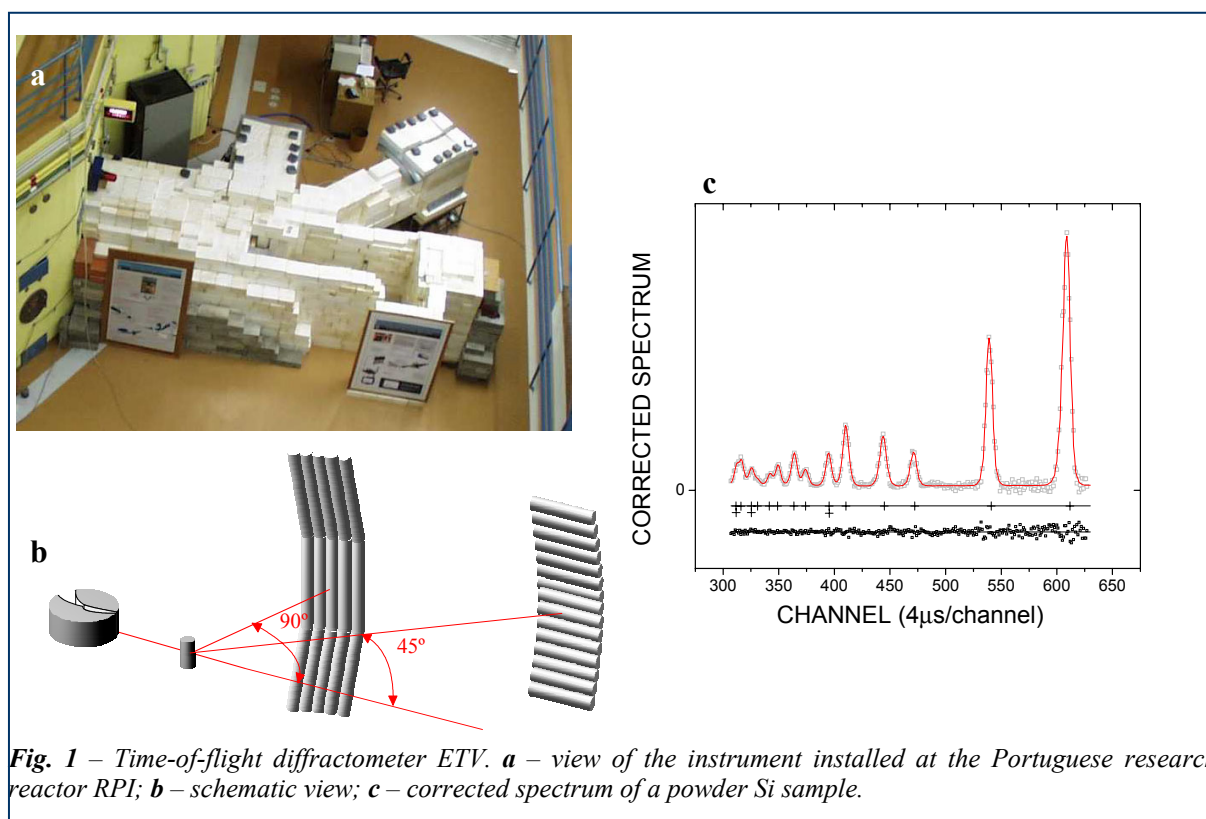 a
c
CORRECTED SPECTRUM
0
300 350 400 450 500 550 600 650
CHANNEL (4μs/channel)
b
90º
45º
Fig. 1 – Time-of-flight diffractometer ETV. a – view of the instrument installed at the Portuguese research
reactor RPI; b – schematic view; c – corrected spectrum of a powder Si sample.